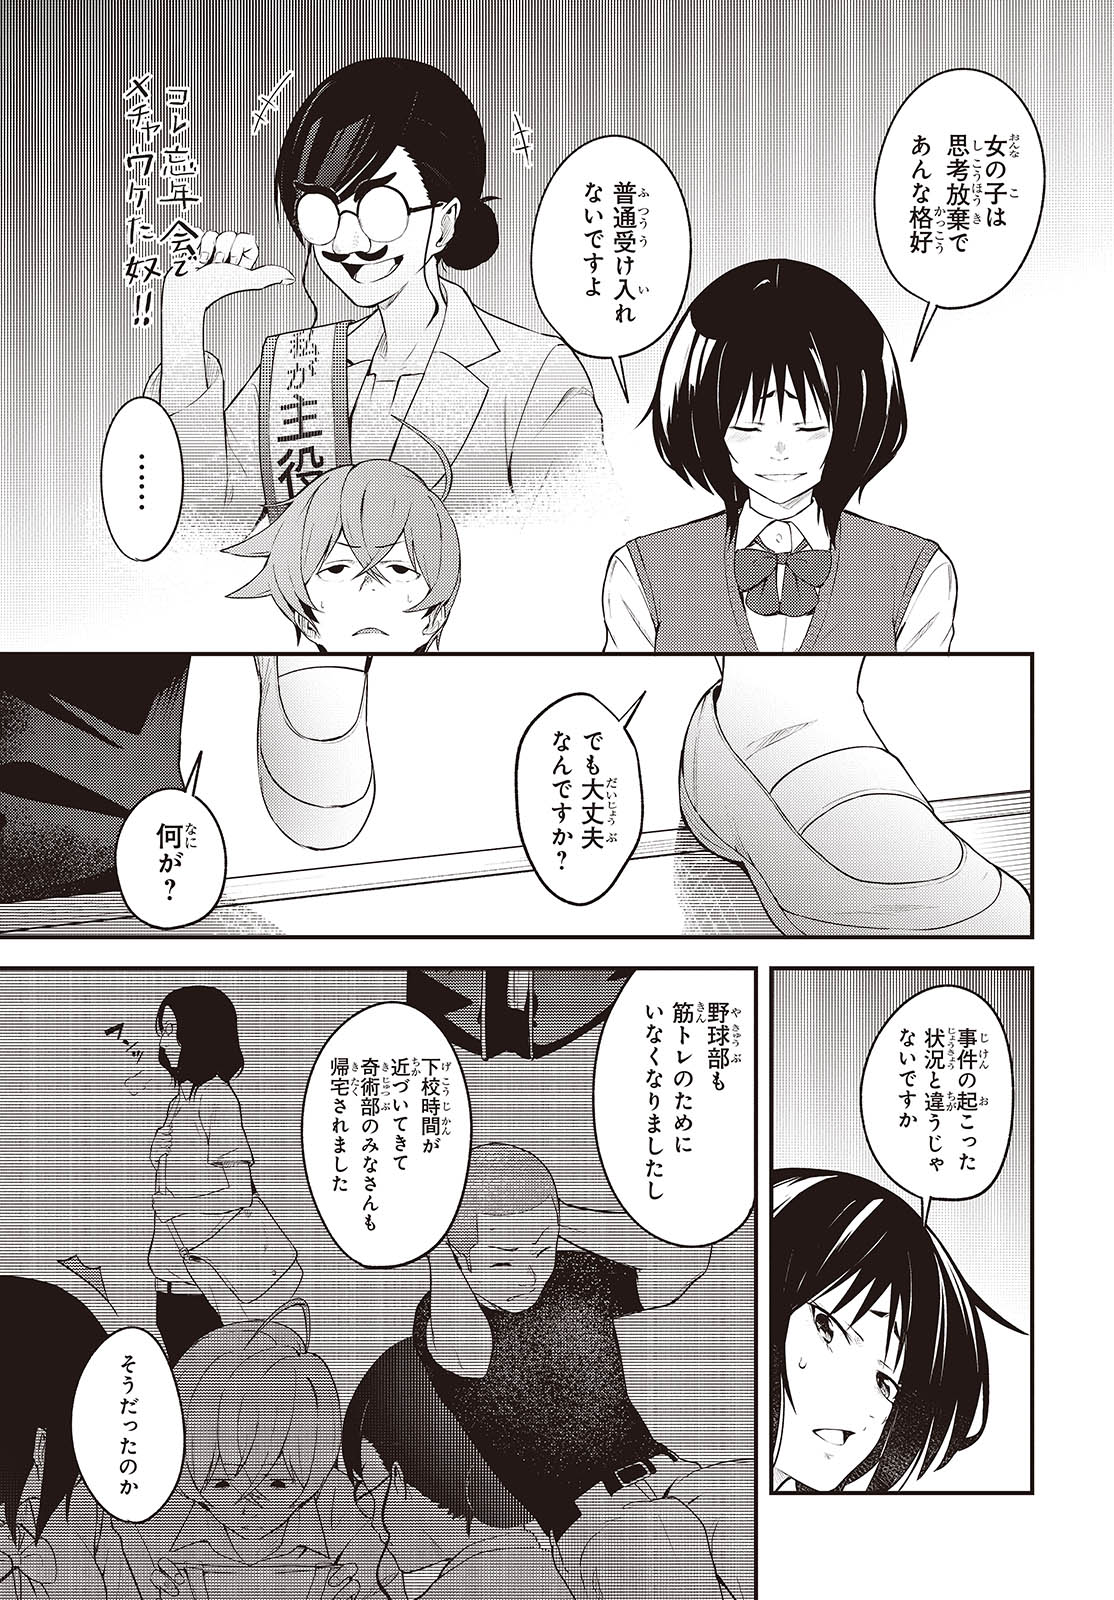 女の子は
思考放棄で
あんな格好
普通受け入れ
ないですよ
コレ忘年会で
メチャウケた奴!!
私が主役
……
でも大丈夫
なんですか?
何が?
事件の起こった
状況と違うじゃ
ないですか
野球部も
筋トレのために
いなくなりましたし
下校時間が
近づいてきて
奇術部のみなさんも
帰宅されました
マンッ
そうだったのか